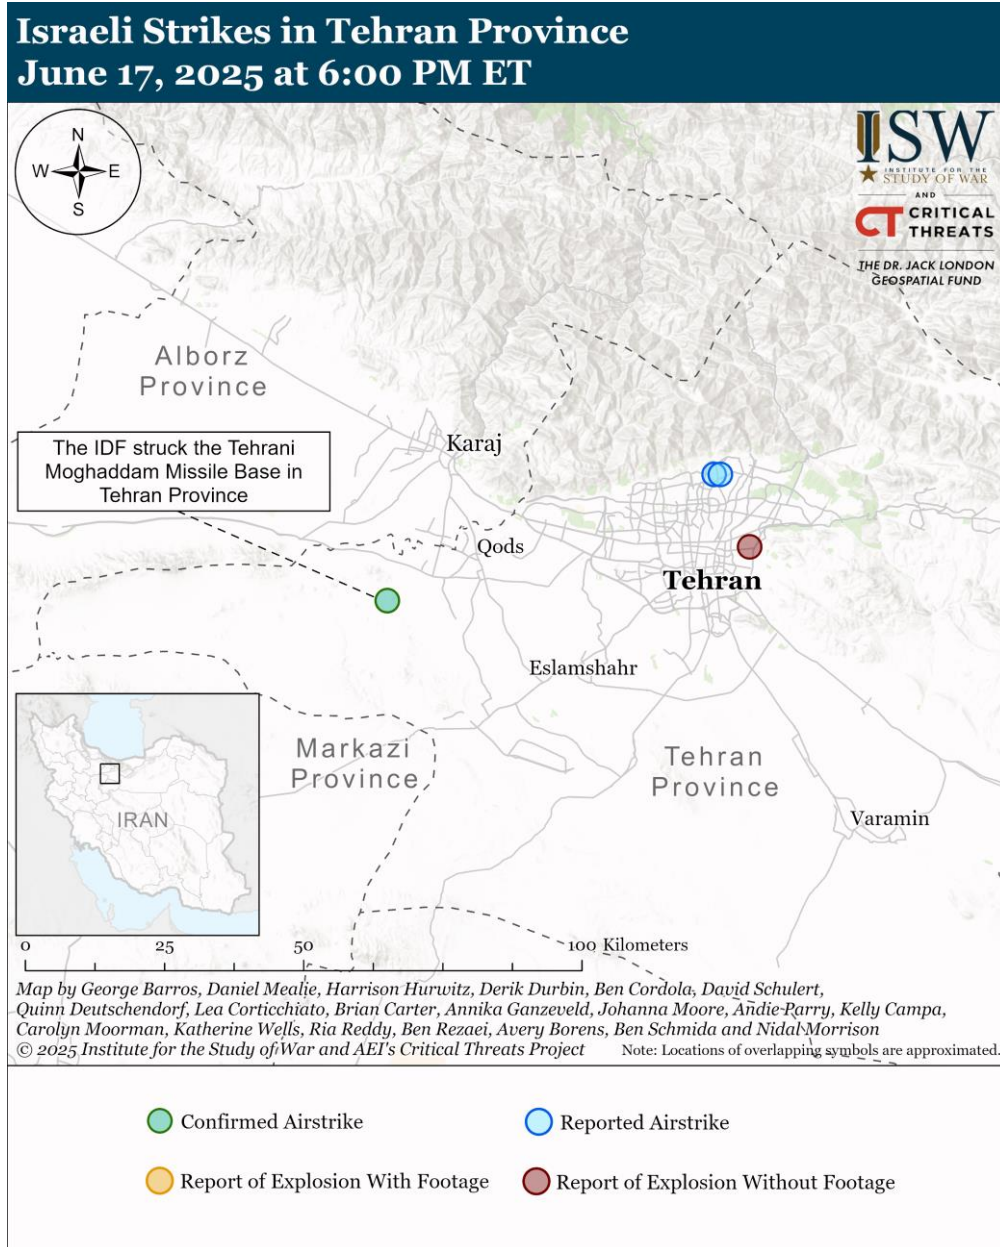 Israeli Strikes in Tehran Province
June 17, 2025 at 6:00 PM ET
N
W
E
S
ISW
INSTITUTE FOR THE
STUDY OF WAR
AND
CT CRITICAL
THREATS
THE DR. JACK LONDON
GEOSPATIAL FUND
Alborz
Province
The IDF struck the Tehrani
Moghaddam Missile Base in
Tehran Province
Karaj
Qods
Tehran
Eslamshahr
Markazi
Province
Tehran
Province
Varamin
IRAN
0 25 50 100 Kilometers
Map by George Barros, Daniel Mealie, Harrison Hurwitz, Derik Durbin, Ben Cordola, David Schulert,
Quinn Deutschendorf, Lea Corticchiato, Brian Carter, Annika Ganzeveld, Johanna Moore, Andie Parry, Kelly Campa,
Carolyn Moorman, Katherine Wells, Ria Reddy, Ben Rezaei, Avery Borens, Ben Schmida and Nidal Morrison
© 2025 Institute for the Study of War and AEI's Critical Threats Project
Note: Locations of overlapping symbols are approximated.
Confirmed Airstrike
Reported Airstrike
Report of Explosion With Footage
Report of Explosion Without Footage